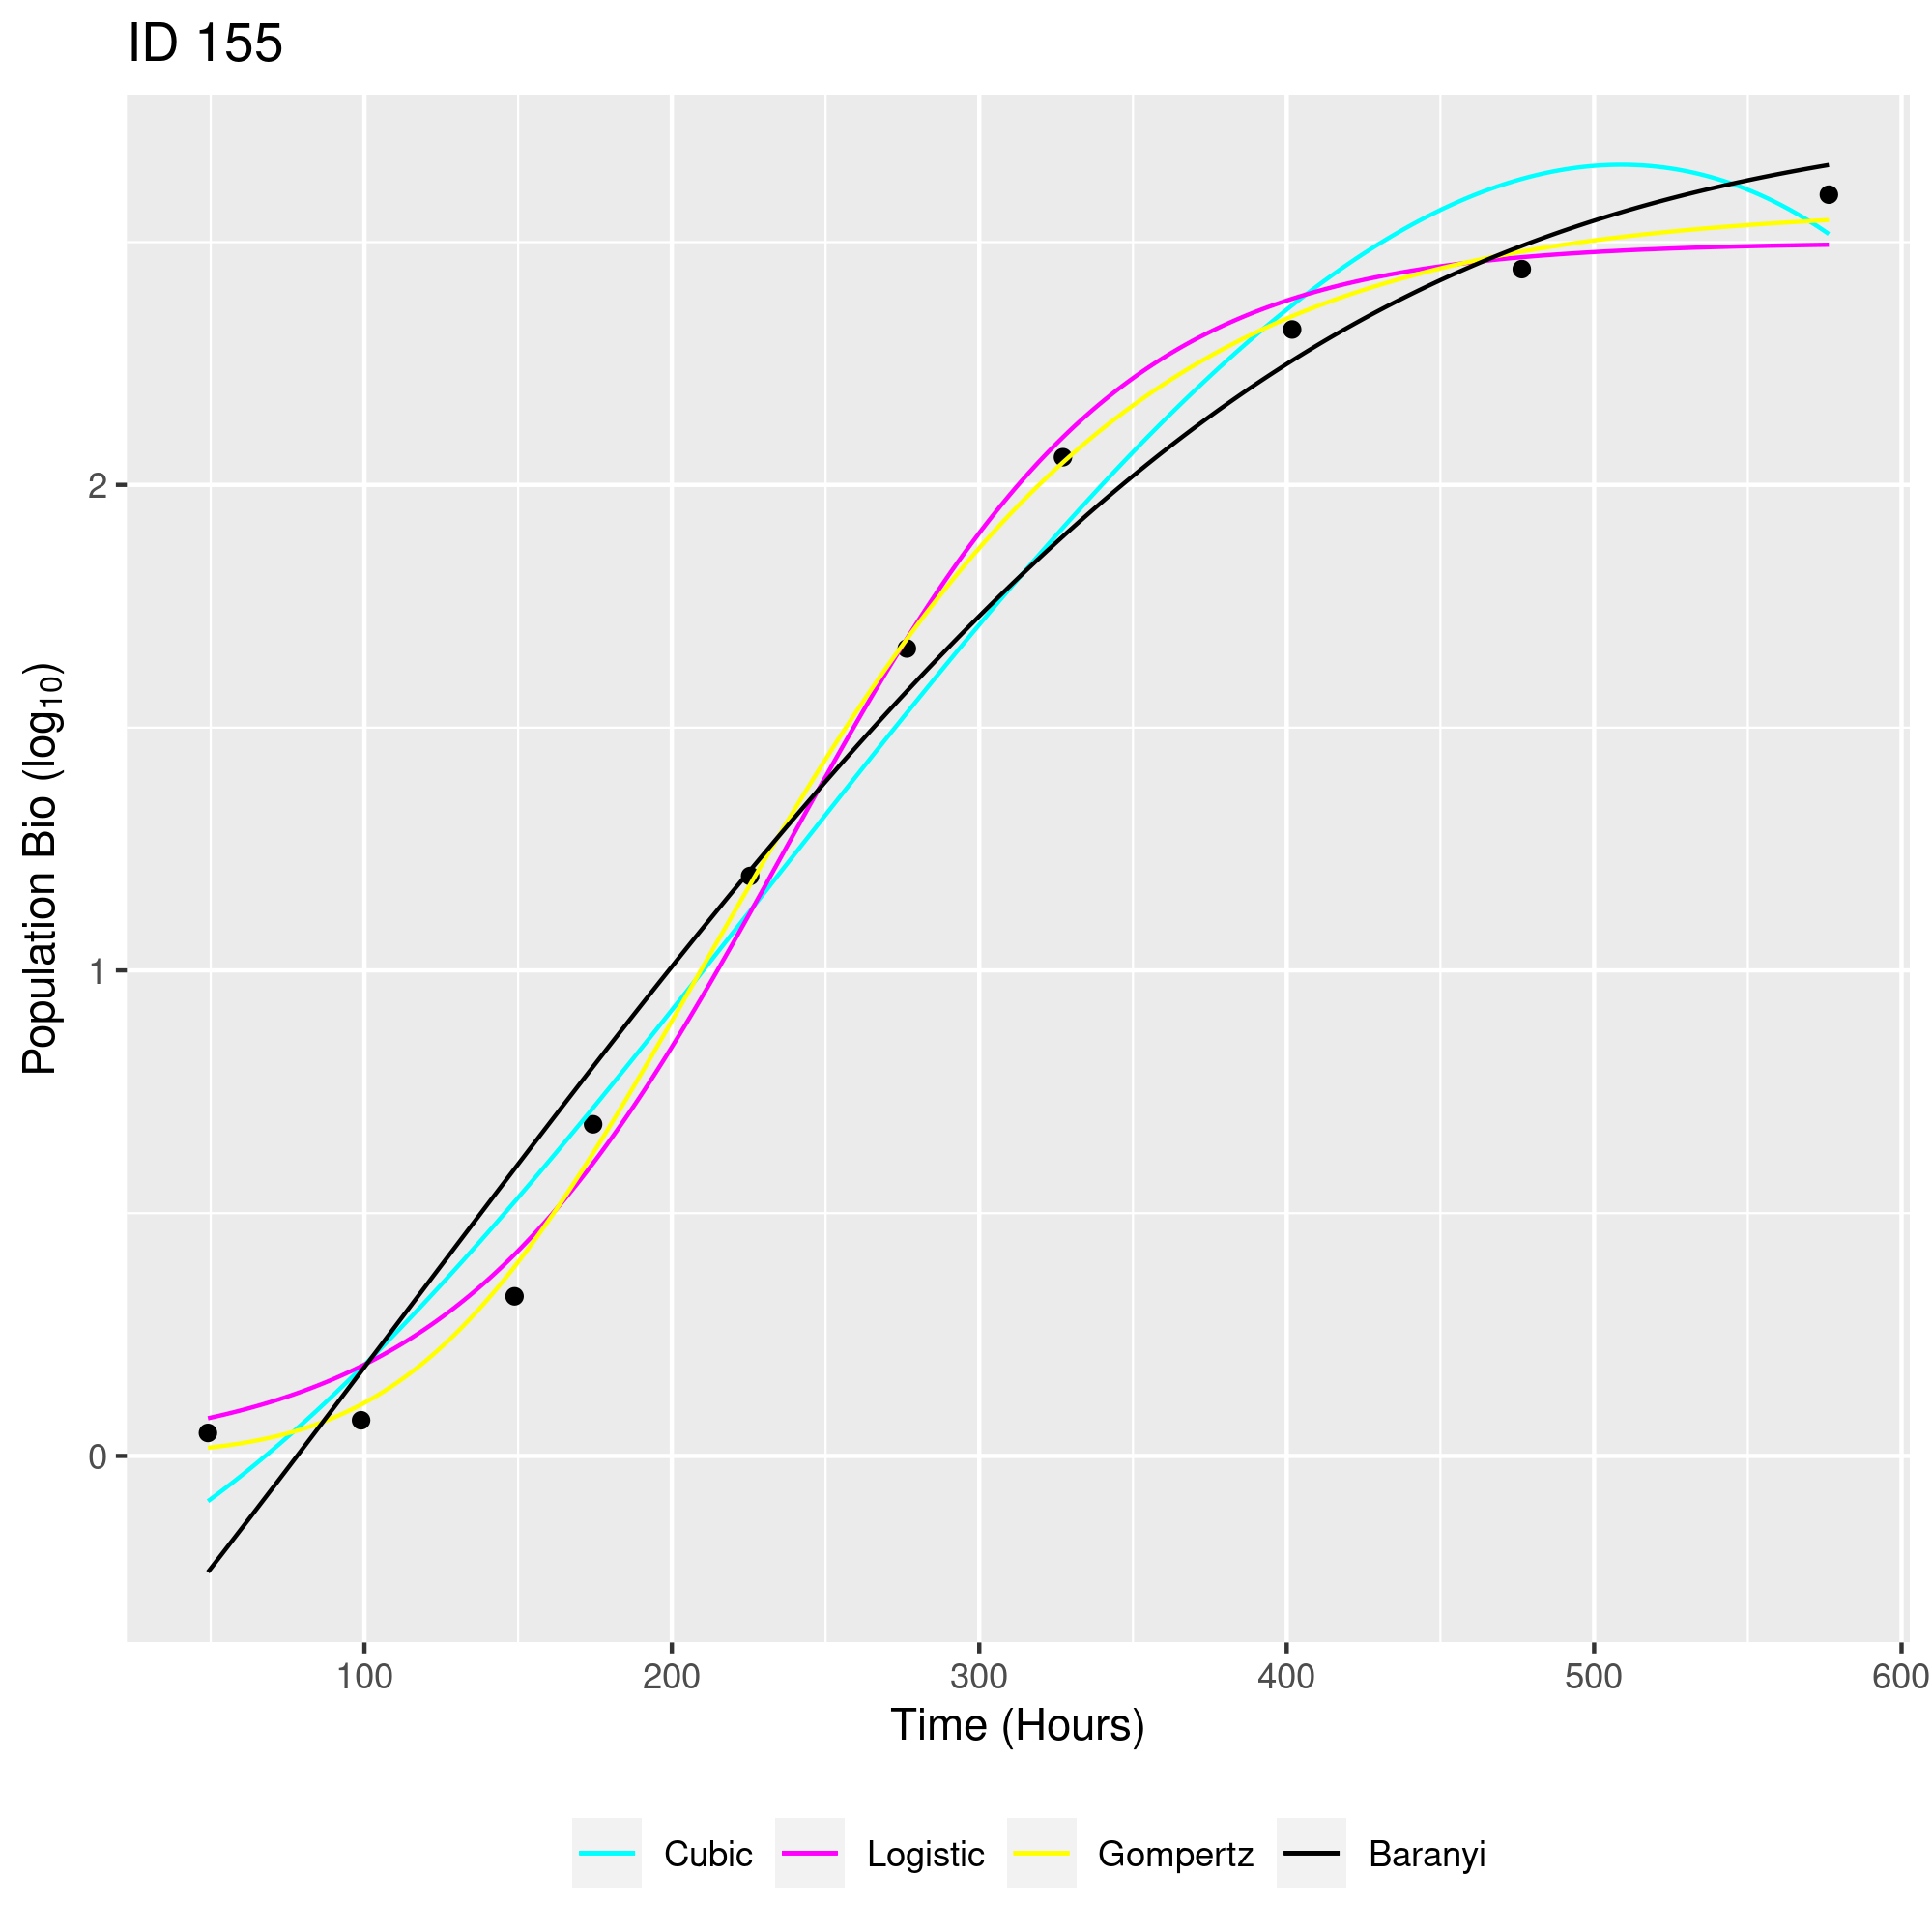 ID 155
Population Bio (log₁₀)
2
1
0
100 200 300 400 500 600
Time (Hours)
Cubic Logistic Gompertz Baranyi